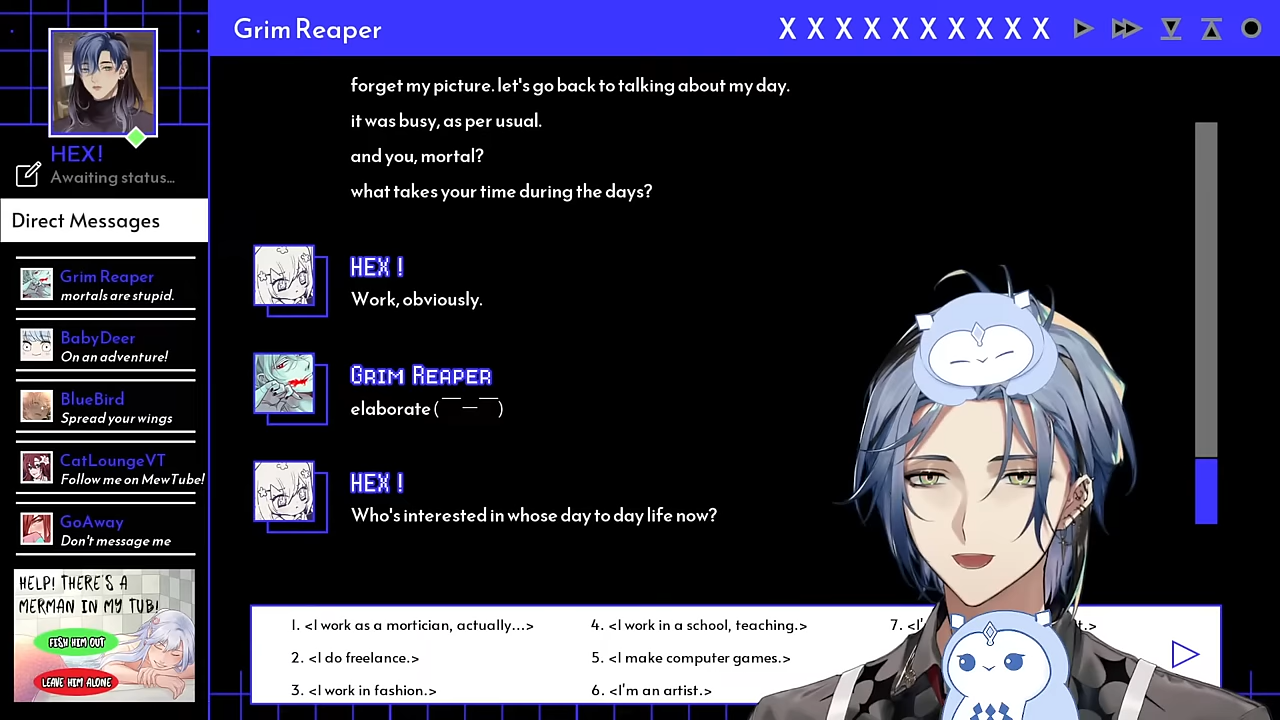 Grim Reaper
X X X X X X X X X X
HEX!
Awaiting status...
Direct Messages
Grim Reaper
mortals are stupid.
BabyDeer
On an adventure!
BlueBird
Spread your wings
CatLoungeVT
Follow me on MewTube!
GoAway
Don't message me
HELP! THERE'S A
MERMAN IN MY TUB!
FISH HIM OUT
LEAVE HIM ALONE
forget my picture. let's go back to talking about my day.
it was busy, as per usual.
and you, mortal?
what takes your time during the days?
HEX !
Work, obviously.
GRIM REAPER
elaborate (￣—￣)
HEX !
Who's interested in whose day to day life now?
1. <I work as a mortician, actually...>
2. <I do freelance.>
3. <I work in fashion.>
4. <I work in a school, teaching.>
5. <I make computer games.>
6. <I'm an artist.>
7.